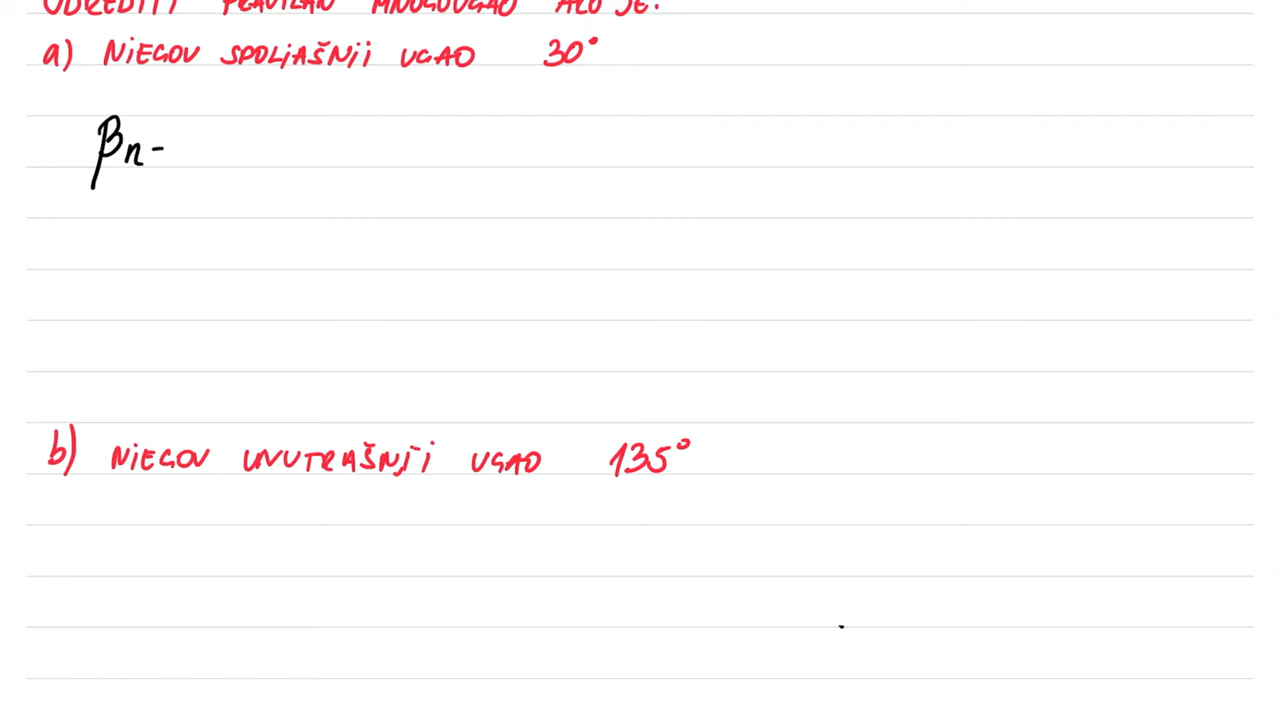 ODREDITI PRAVILAN MNOGOUGAO AKO JE:
a) NJEGOV SPOLJAŠNJI UGAO 30°
βn -
b) NJEGOV UNUTRAŠNJI UGAO 135°